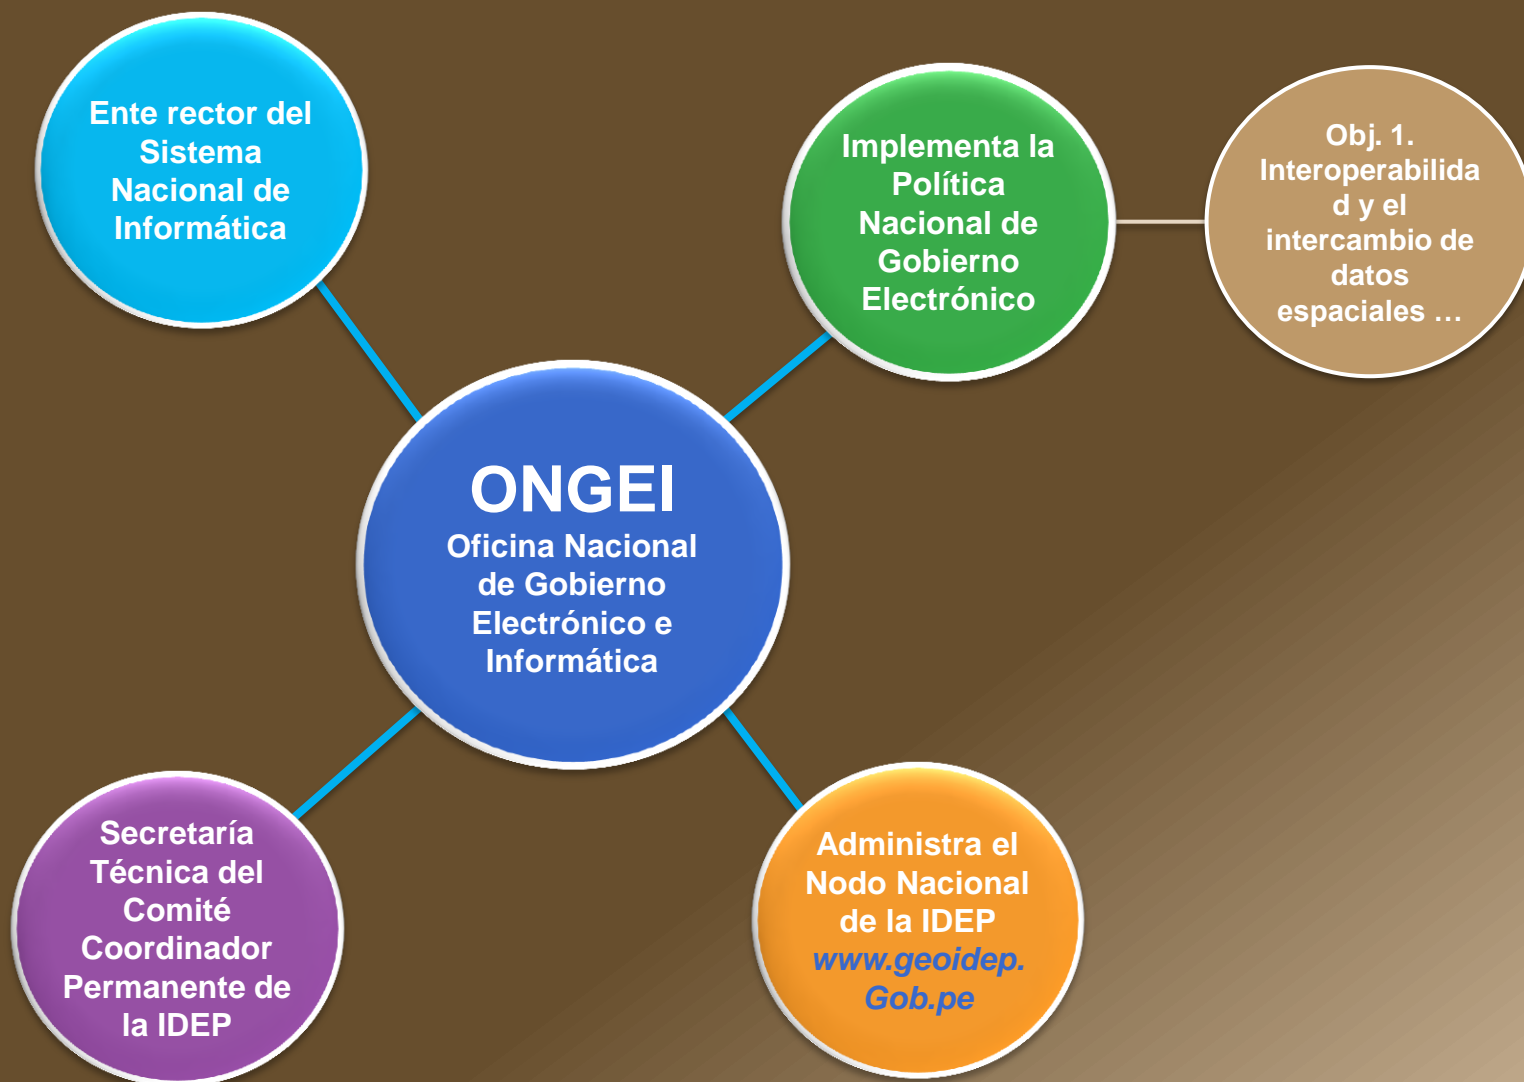 Ente rector del
Sistema
Nacional de
Informática
Implementa la
Política
Nacional de
Gobierno
Electrónico
Obj. 1.
Interoperabilida
d y el
intercambio de
datos
espaciales …
ONGEI
Oficina Nacional
de Gobierno
Electrónico e
Informática
Secretaría
Técnica del
Comité
Coordinador
Permanente de
la IDEP
Administra el
Nodo Nacional
de la IDEP
www.geoidep.
Gob.pe